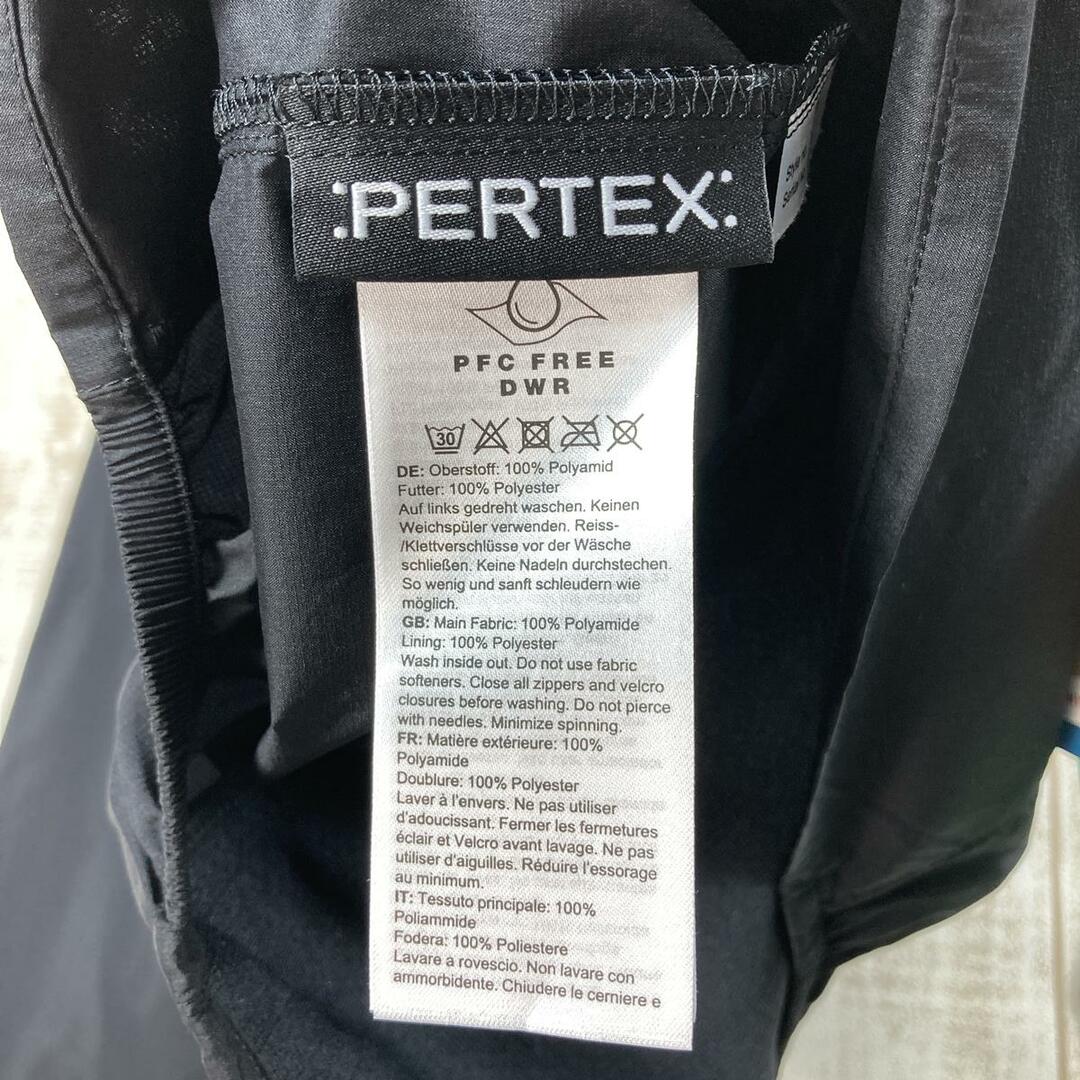 :PERTEX:
PFC FREE
DWR
30
DE: Oberstoff: 100% Polyamid
Futter: 100% Polyester
Auf links gedreht waschen. Keinen
Weichspüler verwenden. Reiss-
/Klettverschlüsse vor der Wäsche
schließen. Keine Nadeln durchstechen.
So wenig und sanft schleudern wie
möglich.
GB: Main Fabric: 100% Polyamide
Lining: 100% Polyester
Wash inside out. Do not use fabric
softeners. Close all zippers and velcro
closures before washing. Do not pierce
with needles. Minimize spinning.
FR: Matière extérieure: 100%
Polyamide
Doublure: 100% Polyester
Laver à l'envers. Ne pas utiliser
d'adoucissant. Fermer les fermetures
éclair et Velcro avant lavage. Ne pas
utiliser d'aiguilles. Réduire l'essorage
au minimum.
IT: Tessuto principale: 100%
Poliammide
Fodera: 100% Poliestere
Lavare a rovescio. Non lavare con
ammorbidente. Chiudere le cerniere e